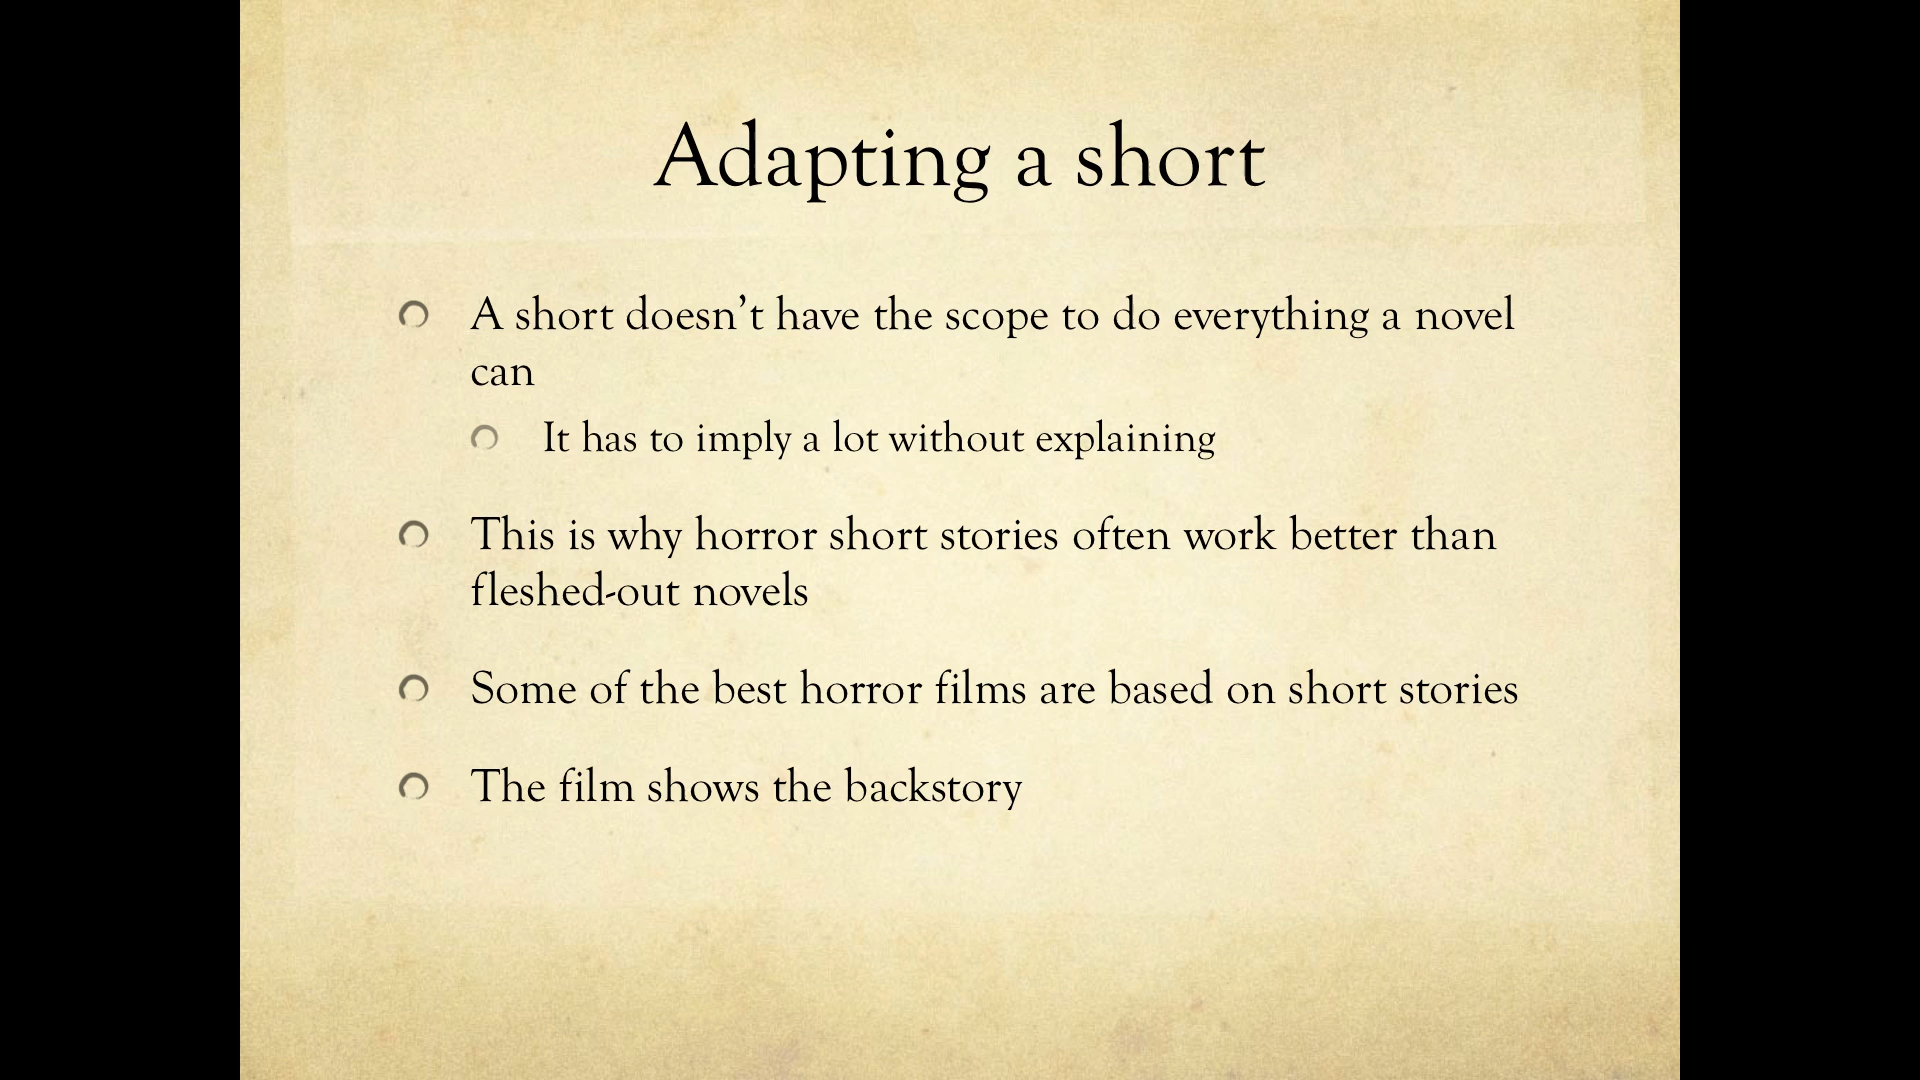 Adapting a short
A short doesn’t have the scope to do everything a novel
can
It has to imply a lot without explaining
This is why horror short stories often work better than
fleshed-out novels
Some of the best horror films are based on short stories
The film shows the backstory